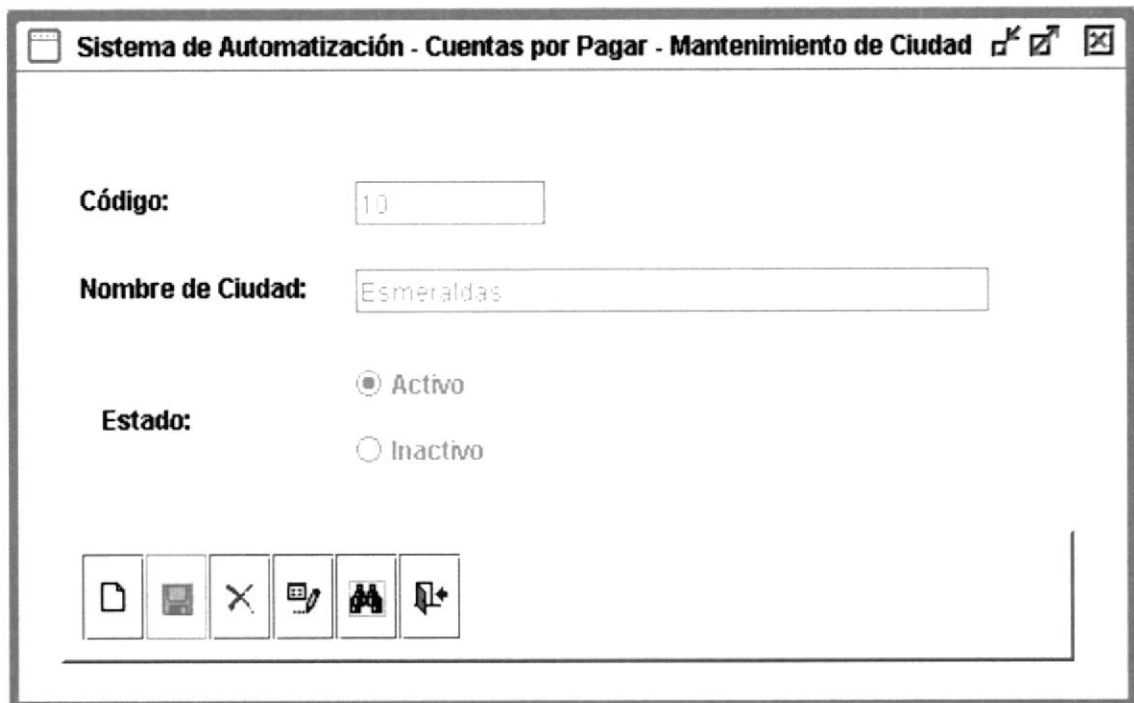 Sistema de Automatización - Cuentas por Pagar - Mantenimiento de Ciudad
Código:
10
Nombre de Ciudad:
Esmeraldas
Activo
Estado:
Inactivo